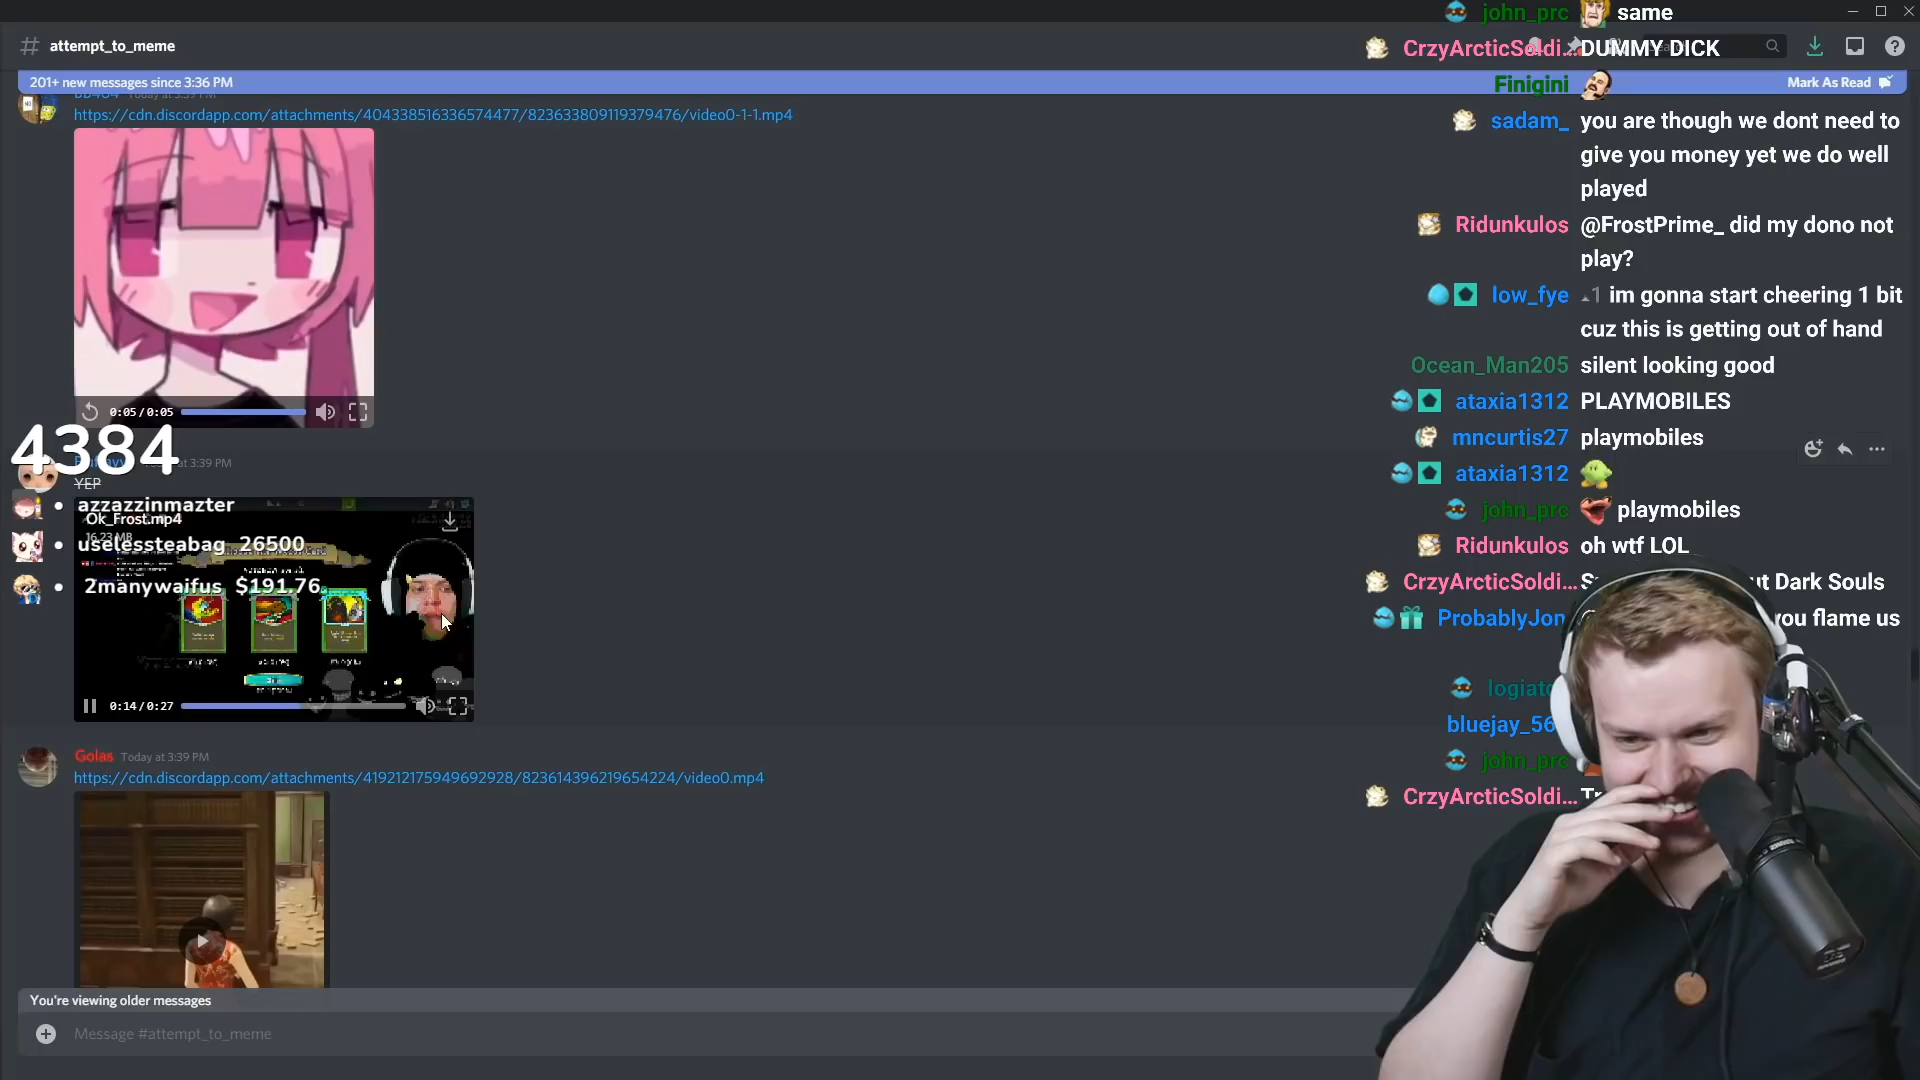 attempt_to_meme
201+ new messages since 3:36 PM
Mark As Read
https://cdn.discordapp.com/attachments/404338516336574477/823633809119379476/video0-1-1.mp4
0:05/0:05
4384
at 3:39 PM
YEP
azzazzinmazter
Ok_Frost.mp4
16.23 MB
uselessteabag 26500
2manywaifus $191.76
0:14/0:27
Golas Today at 3:39 PM
https://cdn.discordapp.com/attachments/419212175949692928/823614396219654224/video0.mp4
You're viewing older messages
Message #attempt_to_meme
john_prc same
CrzyArcticSoldi... DUMMY DICK
Finigini
sadam_ you are though we dont need to
give you money yet we do well
played
Ridunkulos @FrostPrime_ did my dono not
play?
low_fye 1 im gonna start cheering 1 bit
cuz this is getting out of hand
Ocean_Man205 silent looking good
ataxia1312 PLAYMOBILES
mncurtis27 playmobiles
ataxia1312
john_prc playmobiles
Ridunkulos oh wtf LOL
CrzyArcticSoldi... Dark Souls
ProbablyJon you flame us
bluejay_56
john_prc
CrzyArcticSoldi...